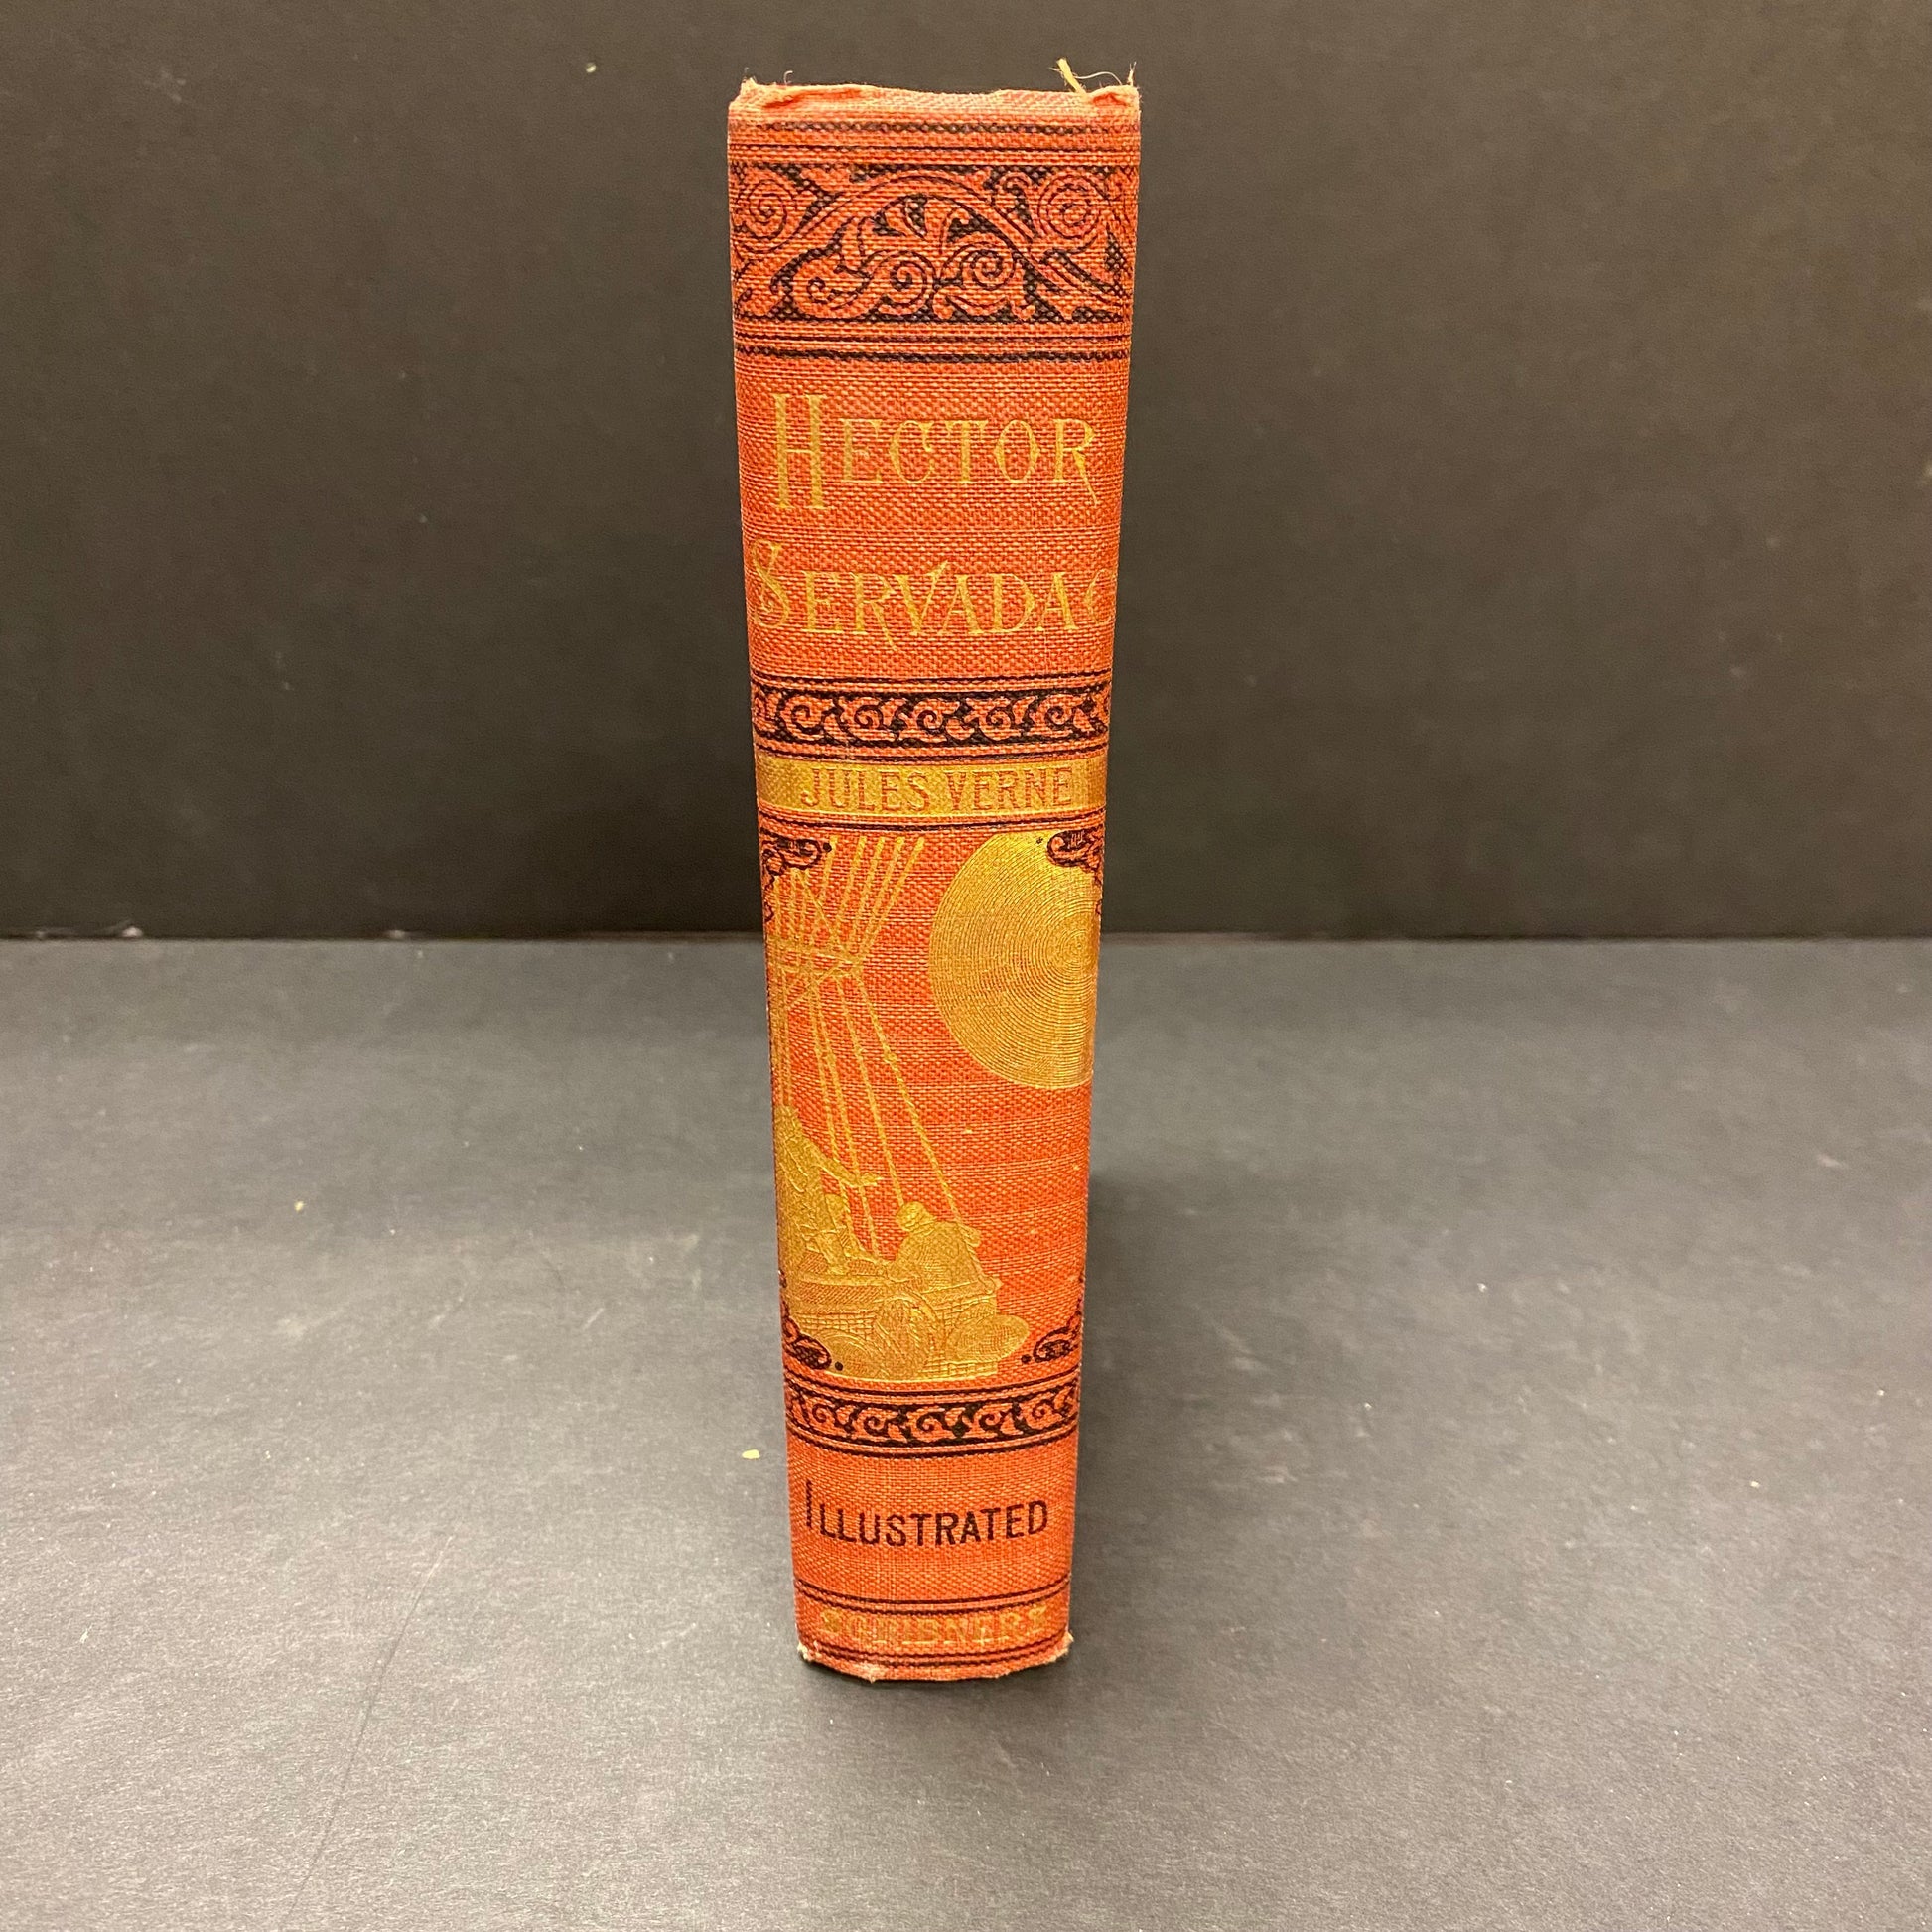 HECTOR
SERVADAC
JULES VERNE
ILLUSTRATED
SCRIBNERS